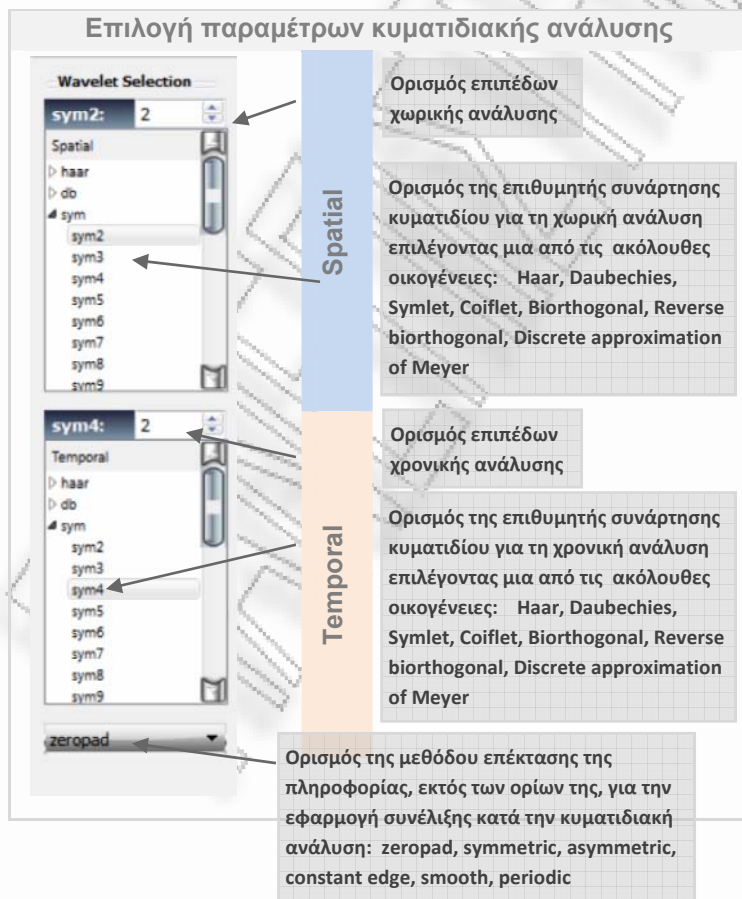 Επιλογή παραμέτρων κυματιδιακής ανάλυσης
Wavelet Selection
sym2: 2
Spatial
haar
db
sym
sym2
sym3
sym4
sym5
sym6
sym7
sym8
sym9
Spatial
Ορισμός επιπέδων
χωρικής ανάλυσης
Ορισμός της επιθυμητής συνάρτησης
κυματιδίου για τη χωρική ανάλυση
επιλέγοντας μια από τις ακόλουθες
οικογένειες: Haar, Daubechies,
Symlet, Coiflet, Biorthogonal, Reverse
biorthogonal, Discrete approximation
of Meyer
sym4: 2
Temporal
haar
db
sym
sym2
sym3
sym4
sym5
sym6
sym7
sym8
sym9
Temporal
Ορισμός επιπέδων
χρονικής ανάλυσης
Ορισμός της επιθυμητής συνάρτησης
κυματιδίου για τη χρονική ανάλυση
επιλέγοντας μια από τις ακόλουθες
οικογένειες: Haar, Daubechies,
Symlet, Coiflet, Biorthogonal, Reverse
biorthogonal, Discrete approximation
of Meyer
zeropad
Ορισμός της μεθόδου επέκτασης της
πληροφορίας, εκτός των ορίων της, για την
εφαρμογή συνέλιξης κατά την κυματιδιακή
ανάλυση: zeropad, symmetric, asymmetric,
constant edge, smooth, periodic